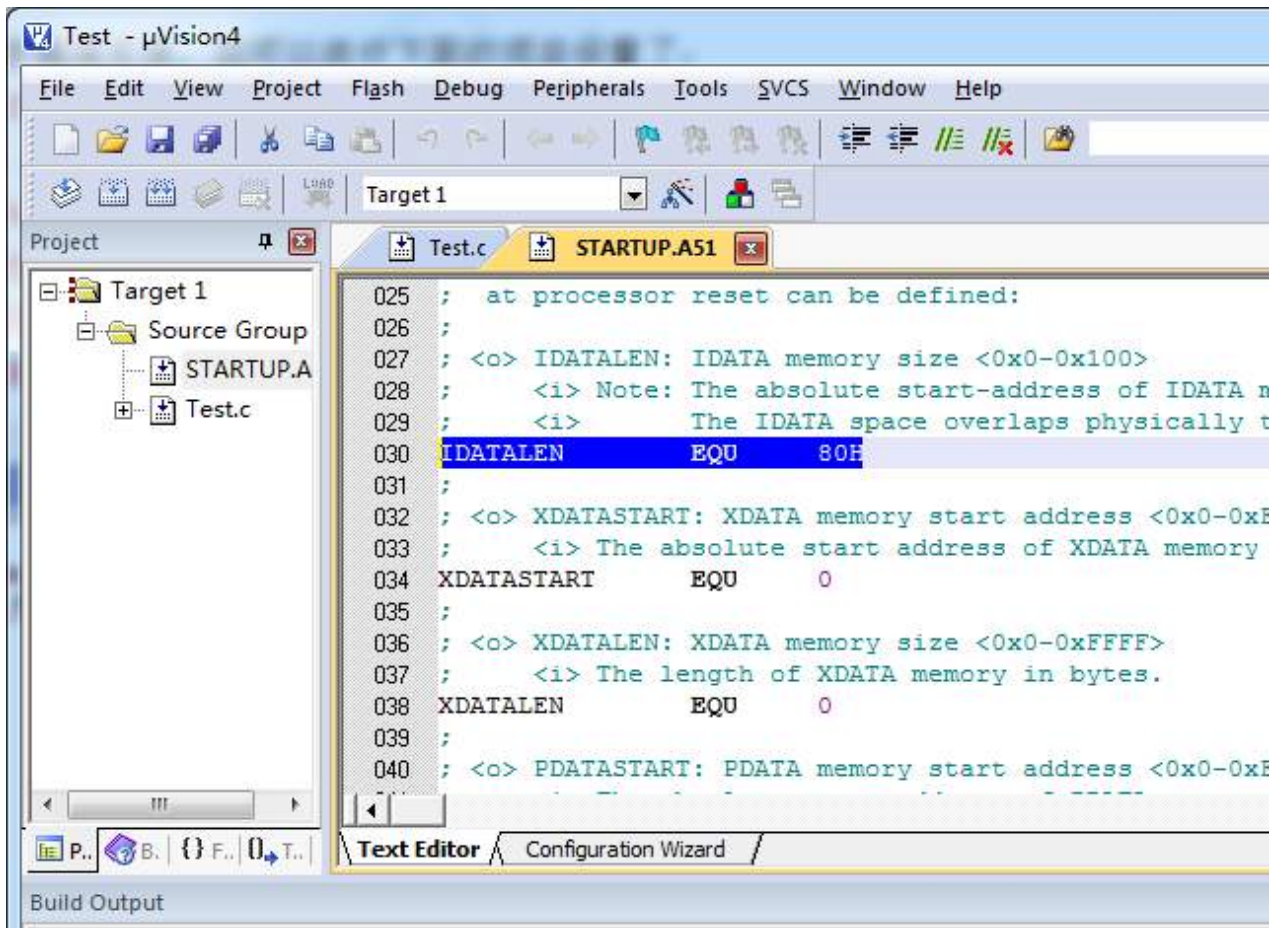 Test - µVision4
File Edit View Project Flash Debug Peripherals Tools SVCS Window Help
LOAD Target 1
Project
Test.c STARTUP.A51
Target 1
Source Group
STARTUP.A
Test.c
025 ;  at processor reset can be defined:
026 ;
027 ; <o> IDATALEN: IDATA memory size <0x0-0x100>
028 ;     <i> Note: The absolute start-address of IDATA m
029 ;     <i>       The IDATA space overlaps physically t
030 IDATALEN        EQU     80H
031 ;
032 ; <o> XDATASTART: XDATA memory start address <0x0-0xF
033 ;     <i> The absolute start address of XDATA memory
034 XDATASTART      EQU     0
035 ;
036 ; <o> XDATALEN: XDATA memory size <0x0-0xFFFF>
037 ;     <i> The length of XDATA memory in bytes.
038 XDATALEN        EQU     0
039 ;
040 ; <o> PDATASTART: PDATA memory start address <0x0-0xF
P.. B. {} F.. 0 T..
Text Editor Configuration Wizard
Build Output